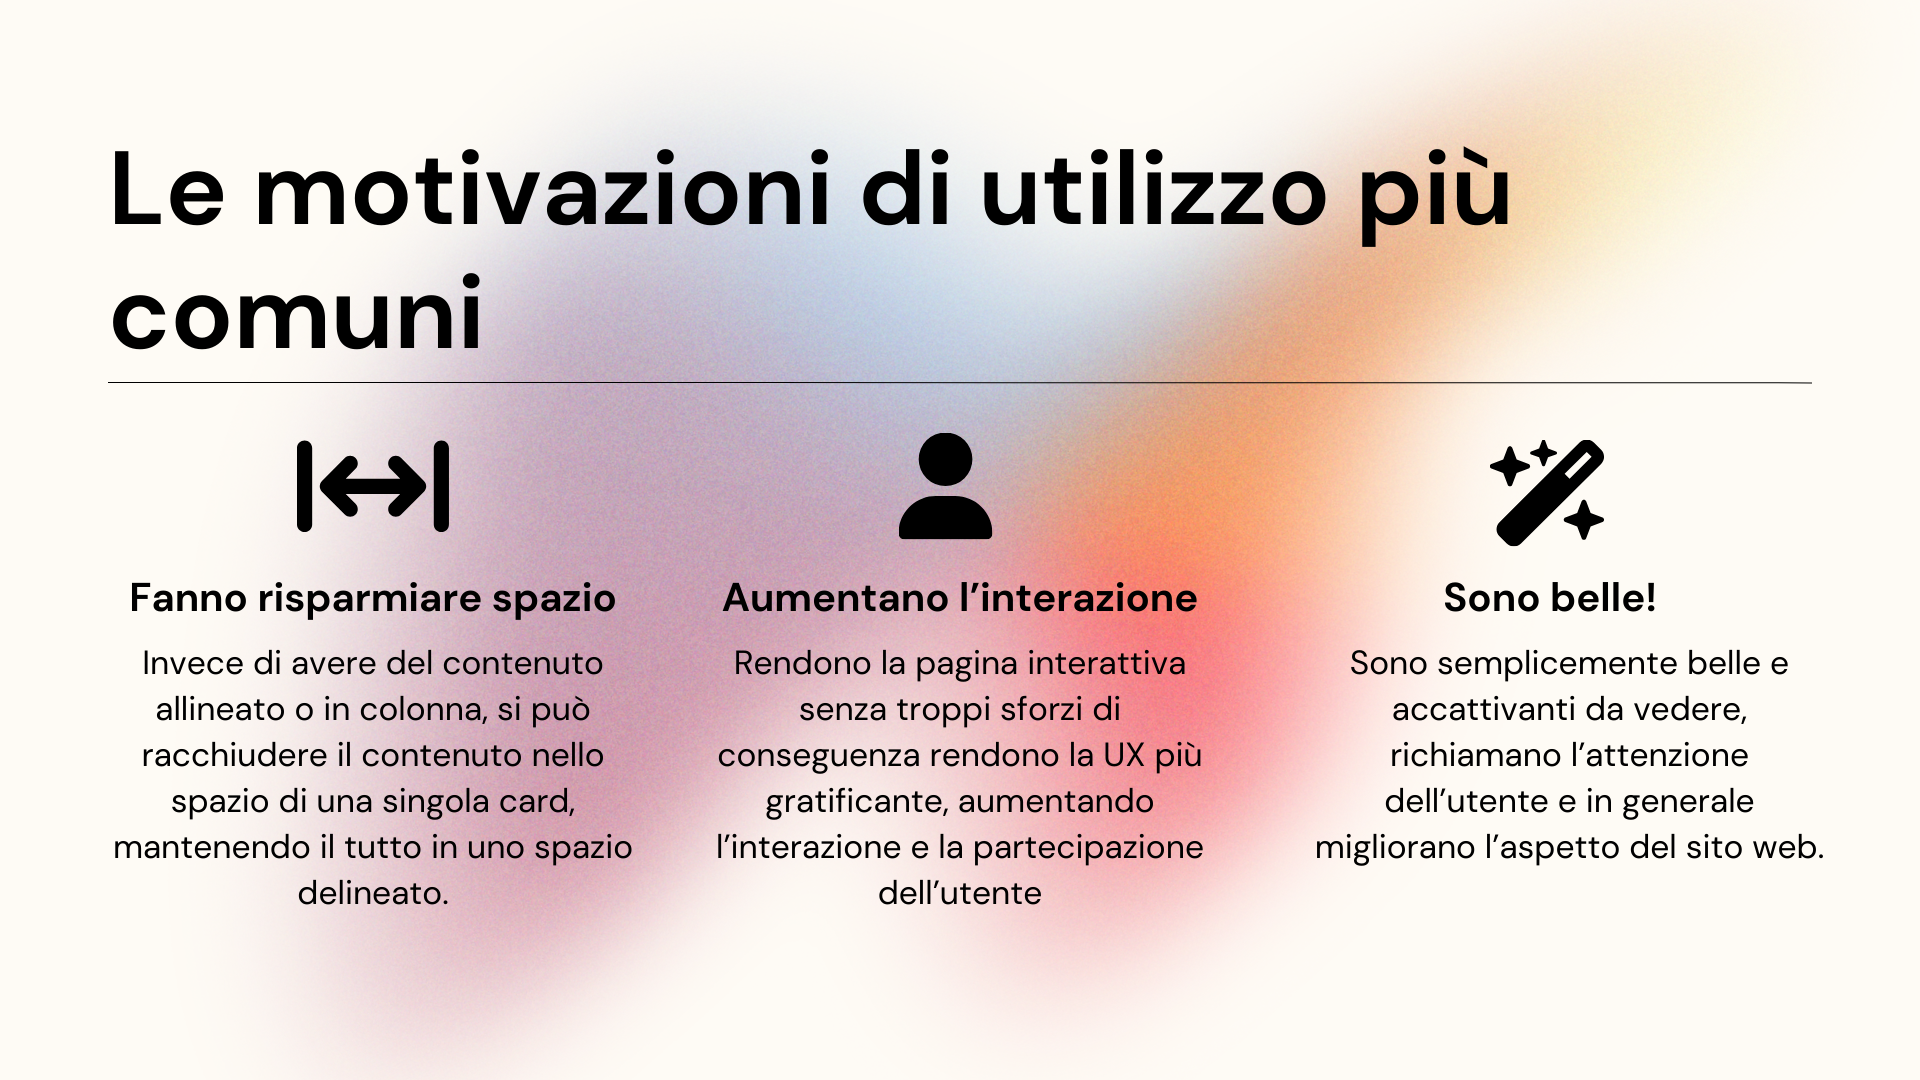 Le motivazioni di utilizzo più
comuni
Fanno risparmiare spazio
Invece di avere del contenuto
allineato o in colonna, si può
racchiudere il contenuto nello
spazio di una singola card,
mantenendo il tutto in uno spazio
delineato.
Aumentano l’interazione
Rendono la pagina interattiva
senza troppi sforzi di
conseguenza rendono la UX più
gratificante, aumentando
l’interazione e la partecipazione
dell’utente
Sono belle!
Sono semplicemente belle e
accattivanti da vedere,
richiamano l’attenzione
dell’utente e in generale
migliorano l’aspetto del sito web.